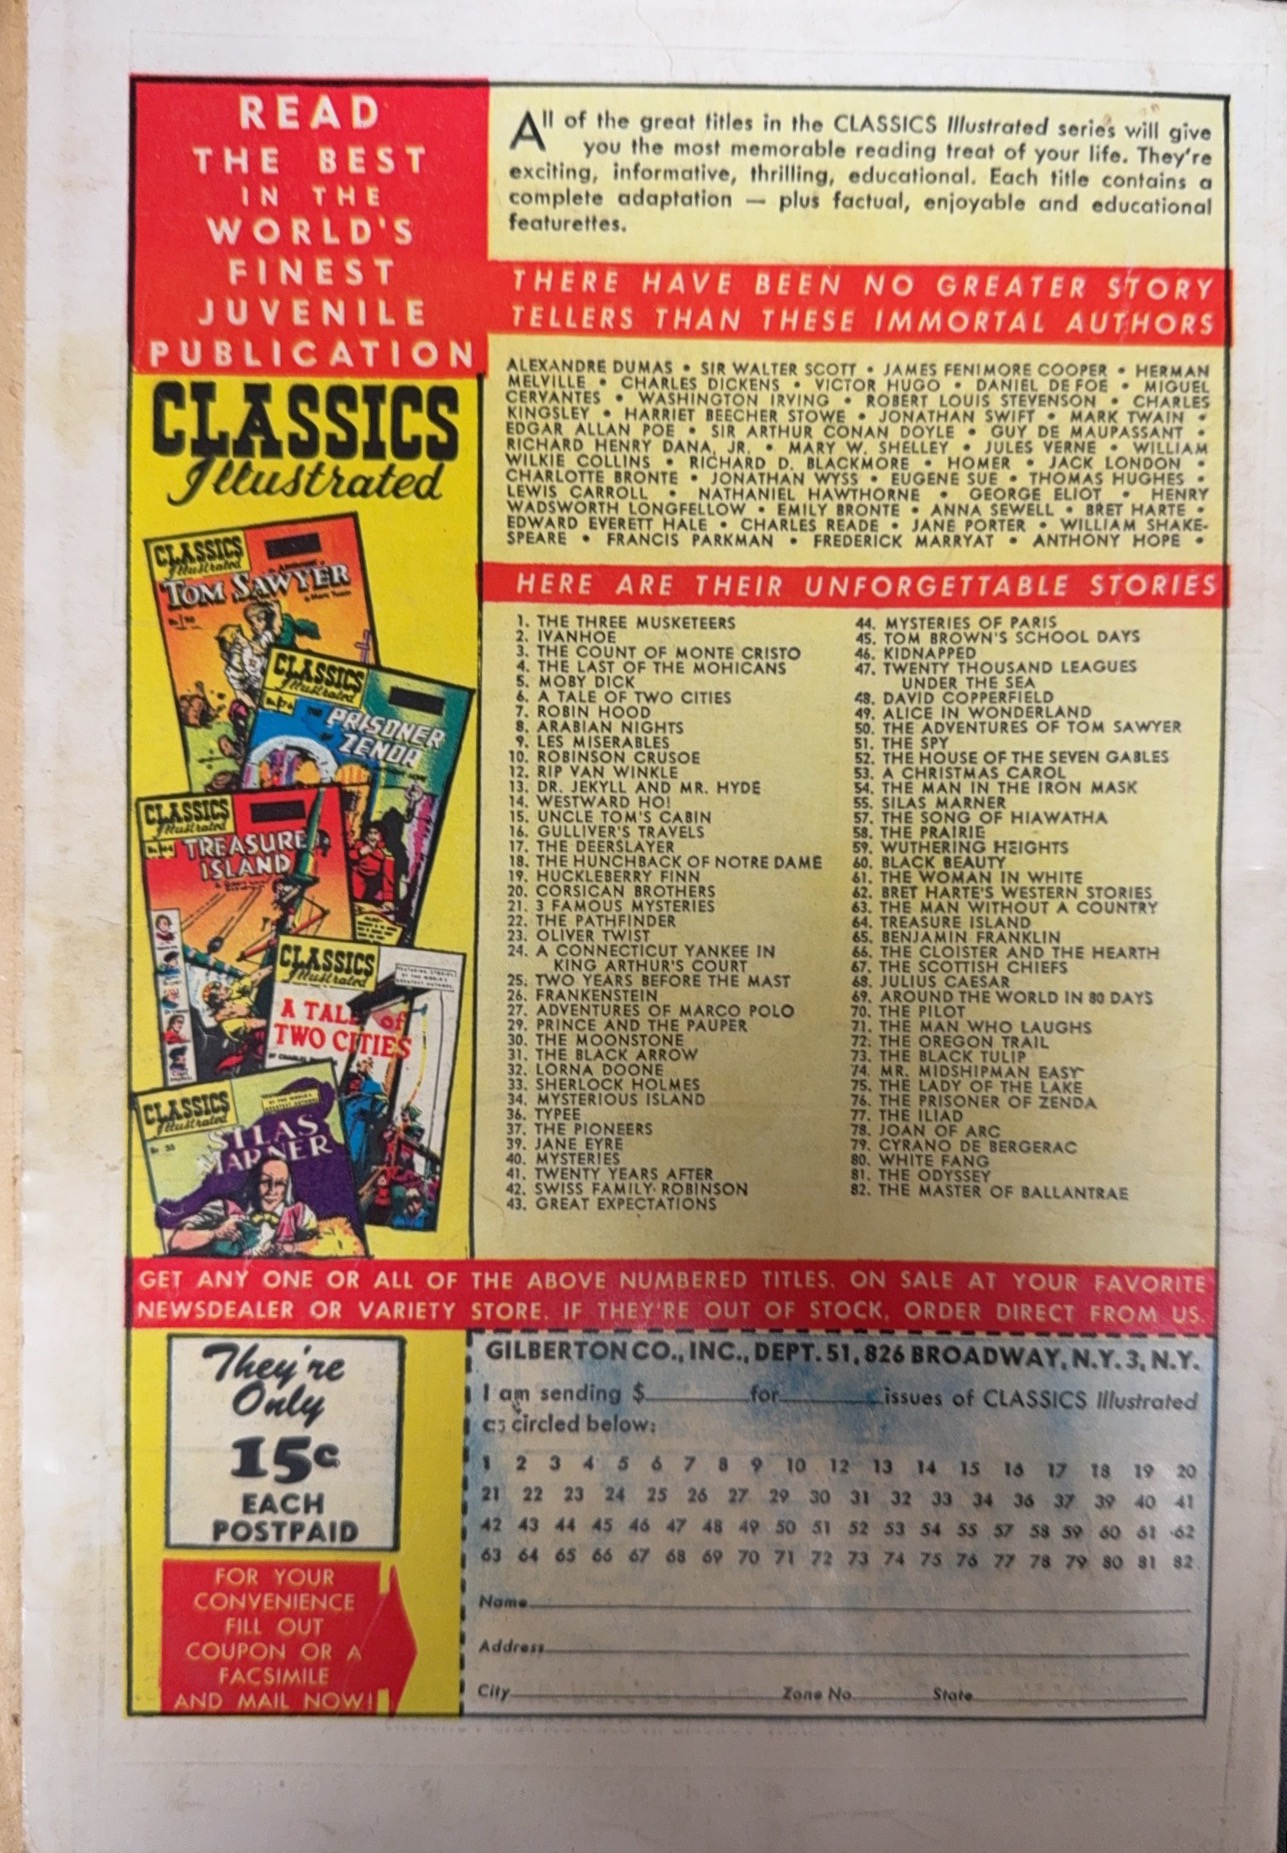 READ
THE BEST
IN THE
WORLD'S
FINEST
JUVENILE
PUBLICATION
CLASSICS
Illustrated
CLASSICS
Illustrated
TOM SAWYER
by Mark Twain
CLASSICS
Illustrated
THE
PRISONER
ZENDA
CLASSICS
Illustrated
TREASURE
ISLAND
CLASSICS
Illustrated
A TALE of
TWO CITIES
CLASSICS
Illustrated
SILAS
MARNER
All of the great titles in the CLASSICS Illustrated series will give
you the most memorable reading treat of your life. They're
exciting, informative, thrilling, educational. Each title contains a
complete adaptation — plus factual, enjoyable and educational
featurettes.
THERE HAVE BEEN NO GREATER STORY
TELLERS THAN THESE IMMORTAL AUTHORS
ALEXANDRE DUMAS • SIR WALTER SCOTT • JAMES FENIMORE COOPER • HERMAN
MELVILLE • CHARLES DICKENS • VICTOR HUGO • DANIEL DE FOE • MIGUEL
CERVANTES • WASHINGTON IRVING • ROBERT LOUIS STEVENSON • CHARLES
KINGSLEY • HARRIET BEECHER STOWE • JONATHAN SWIFT • MARK TWAIN •
EDGAR ALLAN POE • SIR ARTHUR CONAN DOYLE • GUY DE MAUPASSANT •
RICHARD HENRY DANA, JR. • MARY W. SHELLEY • JULES VERNE • WILLIAM
WILKIE COLLINS • RICHARD D. BLACKMORE • HOMER • JACK LONDON •
CHARLOTTE BRONTE • JONATHAN WYSS • EUGENE SUE • THOMAS HUGHES •
LEWIS CARROLL • NATHANIEL HAWTHORNE • GEORGE ELIOT • HENRY
WADSWORTH LONGFELLOW • EMILY BRONTE • ANNA SEWELL • BRET HARTE •
EDWARD EVERETT HALE • CHARLES READE • JANE PORTER • WILLIAM SHAKE-
SPEARE • FRANCIS PARKMAN • FREDERICK MARRYAT • ANTHONY HOPE •
HERE ARE THEIR UNFORGETTABLE STORIES
1. THE THREE MUSKETEERS
2. IVANHOE
3. THE COUNT OF MONTE CRISTO
4. THE LAST OF THE MOHICANS
5. MOBY DICK
6. A TALE OF TWO CITIES
7. ROBIN HOOD
8. ARABIAN NIGHTS
9. LES MISERABLES
10. ROBINSON CRUSOE
12. RIP VAN WINKLE
13. DR. JEKYLL AND MR. HYDE
14. WESTWARD HO!
15. UNCLE TOM'S CABIN
16. GULLIVER'S TRAVELS
17. THE DEERSLAYER
18. THE HUNCHBACK OF NOTRE DAME
19. HUCKLEBERRY FINN
20. CORSICAN BROTHERS
21. 3 FAMOUS MYSTERIES
22. THE PATHFINDER
23. OLIVER TWIST
24. A CONNECTICUT YANKEE IN
KING ARTHUR'S COURT
25. TWO YEARS BEFORE THE MAST
26. FRANKENSTEIN
27. ADVENTURES OF MARCO POLO
29. PRINCE AND THE PAUPER
30. THE MOONSTONE
31. THE BLACK ARROW
32. LORNA DOONE
33. SHERLOCK HOLMES
34. MYSTERIOUS ISLAND
36. TYPEE
37. THE PIONEERS
39. JANE EYRE
40. MYSTERIES
41. TWENTY YEARS AFTER
42. SWISS FAMILY ROBINSON
43. GREAT EXPECTATIONS
44. MYSTERIES OF PARIS
45. TOM BROWN'S SCHOOL DAYS
46. KIDNAPPED
47. TWENTY THOUSAND LEAGUES
UNDER THE SEA
48. DAVID COPPERFIELD
49. ALICE IN WONDERLAND
50. THE ADVENTURES OF TOM SAWYER
51. THE SPY
52. THE HOUSE OF THE SEVEN GABLES
53. A CHRISTMAS CAROL
54. THE MAN IN THE IRON MASK
55. SILAS MARNER
57. THE SONG OF HIAWATHA
58. THE PRAIRIE
59. WUTHERING HEIGHTS
60. BLACK BEAUTY
61. THE WOMAN IN WHITE
62. BRET HARTE'S WESTERN STORIES
63. THE MAN WITHOUT A COUNTRY
64. TREASURE ISLAND
65. BENJAMIN FRANKLIN
66. THE CLOISTER AND THE HEARTH
67. THE SCOTTISH CHIEFS
68. JULIUS CAESAR
69. AROUND THE WORLD IN 80 DAYS
70. THE PILOT
71. THE MAN WHO LAUGHS
72. THE OREGON TRAIL
73. THE BLACK TULIP
74. MR. MIDSHIPMAN EASY
75. THE LADY OF THE LAKE
76. THE PRISONER OF ZENDA
77. THE ILIAD
78. JOAN OF ARC
79. CYRANO DE BERGERAC
80. WHITE FANG
81. THE ODYSSEY
82. THE MASTER OF BALLANTRAE
GET ANY ONE OR ALL OF THE ABOVE NUMBERED TITLES. ON SALE AT YOUR FAVORITE
NEWSDEALER OR VARIETY STORE. IF THEY'RE OUT OF STOCK, ORDER DIRECT FROM US.
They're
Only
15c
EACH
POSTPAID
FOR YOUR
CONVENIENCE
FILL OUT
COUPON OR A
FACSIMILE
AND MAIL NOW!
GILBERTON CO., INC., DEPT. 51, 826 BROADWAY, N.Y. 3, N.Y.
I am sending $ for issues of CLASSICS Illustrated
as circled below:
1 2 3 4 5 6 7 8 9 10 12 13 14 15 16 17 18 19 20
21 22 23 24 25 26 27 29 30 31 32 33 34 36 37 39 40 41
42 43 44 45 46 47 48 49 50 51 52 53 54 55 57 58 59 60 61 62
63 64 65 66 67 68 69 70 71 72 73 74 75 76 77 78 79 80 81 82
Name
Address
City Zone No. State